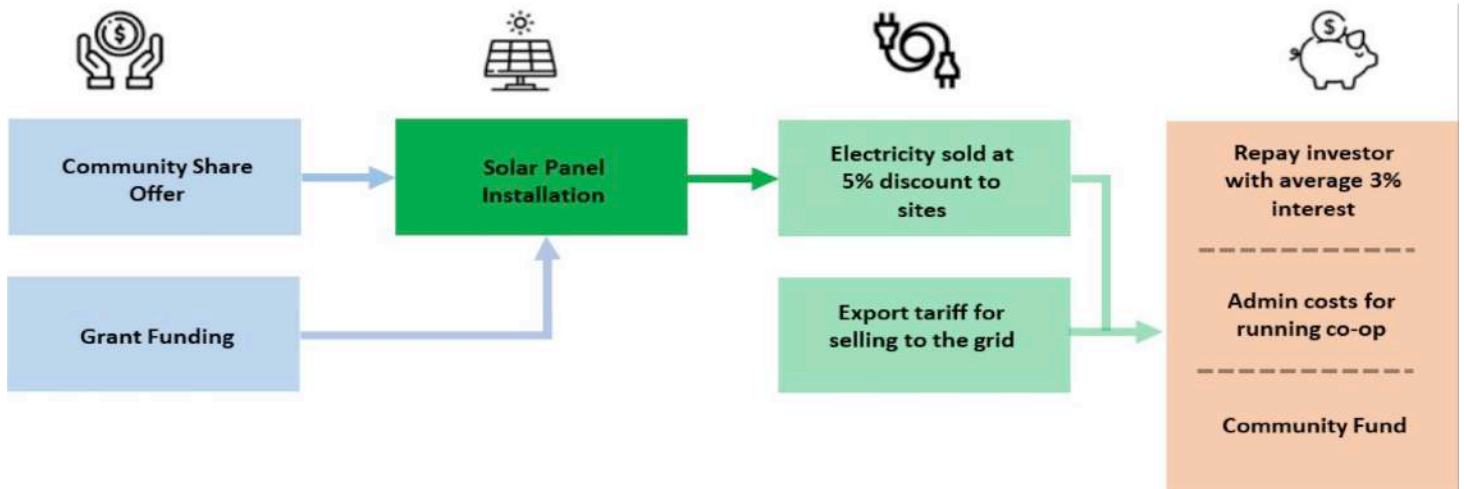 $
$
Community Share
Offer
Solar Panel
Installation
Electricity sold at
5% discount to
sites
Repay investor
with average 3%
interest
Grant Funding
Export tariff for
selling to the grid
Admin costs for
running co-op
Community Fund